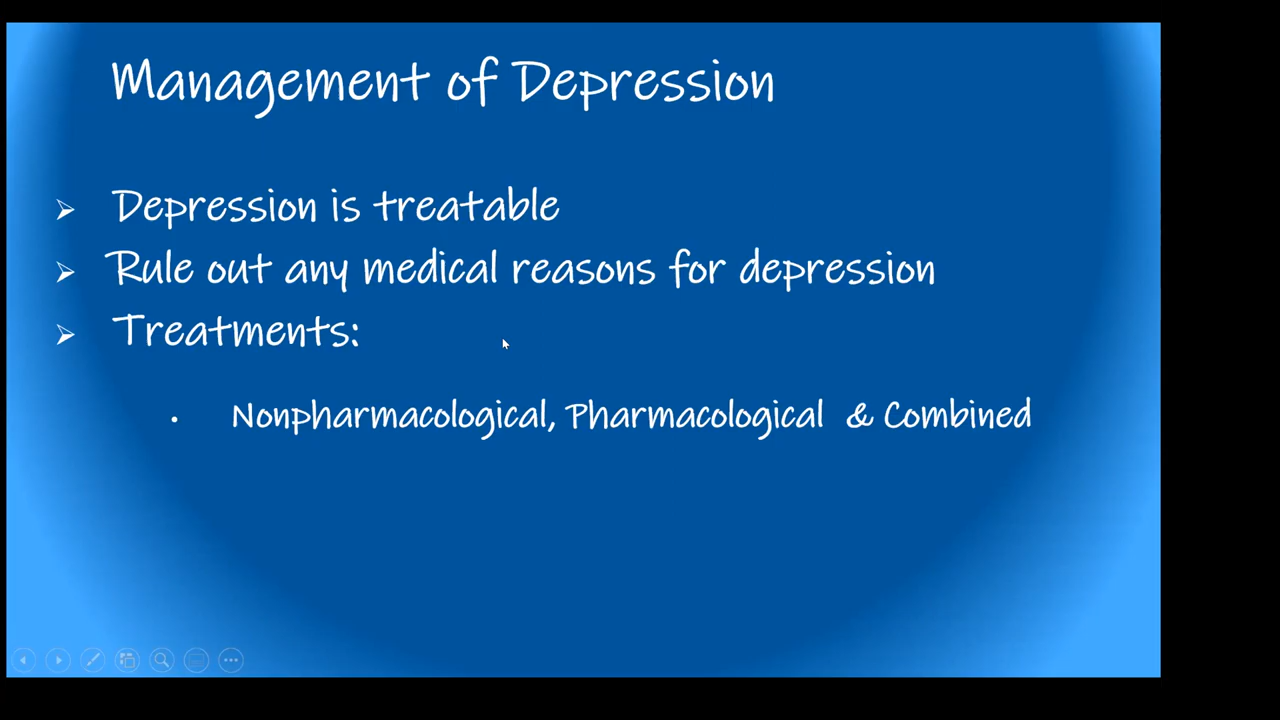 Management of Depression
➢ Depression is treatable
➢ Rule out any medical reasons for depression
➢ Treatments:
• Nonpharmacological, Pharmacological & Combined